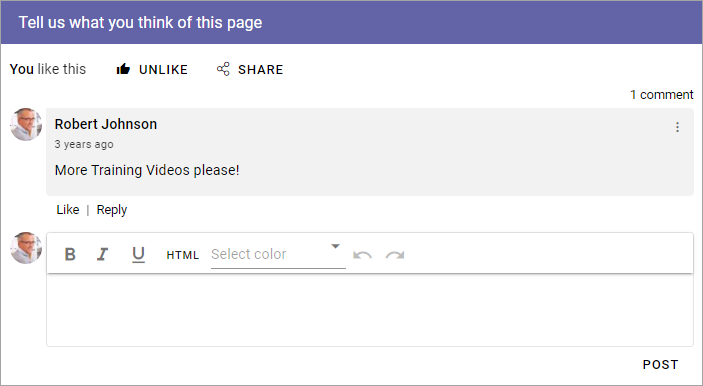 Tell us what you think of this page
You like this UNLIKE SHARE
1 comment
Robert Johnson
3 years ago
More Training Videos please!
Like | Reply
B I U HTML Select color
POST